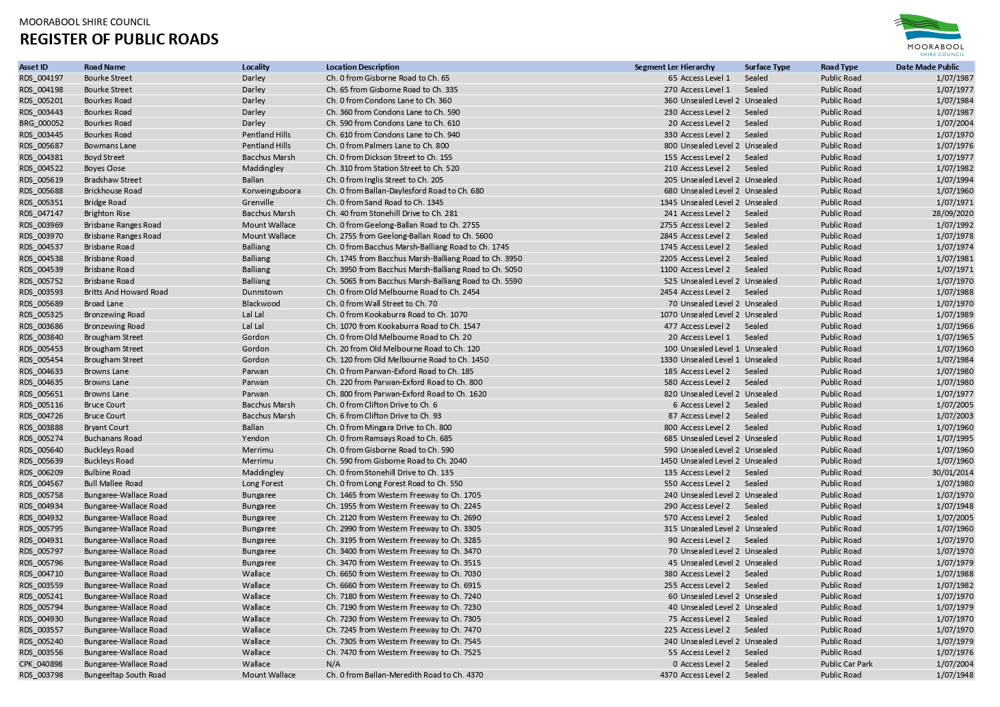 MOORABOOL SHIRE COUNCIL
REGISTER OF PUBLIC ROADS
MOORABOOL
SHIRE COUNCIL
Asset ID Road Name Locality Location Description Segment Len Hierarchy Surface Type Road Type Date Made Public
RDS_004197 Bourke Street Darley Ch. 0 from Gisborne Road to Ch. 65 65 Access Level 1 Sealed Public Road 1/07/1987
RDS_004198 Bourke Street Darley Ch. 65 from Gisborne Road to Ch. 335 270 Access Level 1 Sealed Public Road 1/07/1977
RDS_005201 Bourkes Road Darley Ch. 0 from Condons Lane to Ch. 360 360 Unsealed Level 2 Unsealed Public Road 1/07/1984
RDS_003443 Bourkes Road Darley Ch. 360 from Condons Lane to Ch. 590 230 Access Level 2 Sealed Public Road 1/07/1987
BRG_000052 Bourkes Road Darley Ch. 590 from Condons Lane to Ch. 610 20 Access Level 2 Sealed Public Road 1/07/2004
RDS_003445 Bourkes Road Pentland Hills Ch. 610 from Condons Lane to Ch. 940 330 Access Level 2 Sealed Public Road 1/07/1970
RDS_005687 Bowmans Lane Pentland Hills Ch. 0 from Palmers Lane to Ch. 800 800 Unsealed Level 2 Unsealed Public Road 1/07/1976
RDS_004381 Boyd Street Bacchus Marsh Ch. 0 from Dickson Street to Ch. 155 155 Access Level 2 Sealed Public Road 1/07/1977
RDS_004522 Boyes Close Maddingley Ch. 310 from Station Street to Ch. 520 210 Access Level 2 Sealed Public Road 1/07/1982
RDS_005619 Bradshaw Street Ballan Ch. 0 from Inglis Street to Ch. 205 205 Unsealed Level 2 Unsealed Public Road 1/07/1994
RDS_005688 Brickhouse Road Korweinguboora Ch. 0 from Ballan-Daylesford Road to Ch. 680 680 Unsealed Level 2 Unsealed Public Road 1/07/1960
RDS_005351 Bridge Road Grenville Ch. 0 from Sand Road to Ch. 1345 1345 Unsealed Level 2 Unsealed Public Road 1/07/1971
RDS_047147 Brighton Rise Bacchus Marsh Ch. 40 from Stonehill Drive to Ch. 281 241 Access Level 2 Sealed Public Road 28/09/2020
RDS_003969 Brisbane Ranges Road Mount Wallace Ch. 0 from Geelong-Ballan Road to Ch. 2755 2755 Access Level 2 Sealed Public Road 1/07/1992
RDS_003970 Brisbane Ranges Road Mount Wallace Ch. 2755 from Geelong-Ballan Road to Ch. 5600 2845 Access Level 2 Sealed Public Road 1/07/1978
RDS_004537 Brisbane Road Balliang Ch. 0 from Bacchus Marsh-Balliang Road to Ch. 1745 1745 Access Level 2 Sealed Public Road 1/07/1974
RDS_004538 Brisbane Road Balliang Ch. 1745 from Bacchus Marsh-Balliang Road to Ch. 3950 2205 Access Level 2 Sealed Public Road 1/07/1981
RDS_004539 Brisbane Road Balliang Ch. 3950 from Bacchus Marsh-Balliang Road to Ch. 5050 1100 Access Level 2 Sealed Public Road 1/07/1971
RDS_005752 Brisbane Road Balliang Ch. 5065 from Bacchus Marsh-Balliang Road to Ch. 5590 525 Unsealed Level 2 Unsealed Public Road 1/07/1970
RDS_003593 Britts And Howard Road Dunnstown Ch. 0 from Old Melbourne Road to Ch. 2454 2454 Access Level 2 Sealed Public Road 1/07/1988
RDS_005689 Broad Lane Blackwood Ch. 0 from Wall Street to Ch. 70 70 Unsealed Level 2 Unsealed Public Road 1/07/1970
RDS_005325 Bronzewing Road Lal Lal Ch. 0 from Kookaburra Road to Ch. 1070 1070 Unsealed Level 2 Unsealed Public Road 1/07/1989
RDS_003686 Bronzewing Road Lal Lal Ch. 1070 from Kookaburra Road to Ch. 1547 477 Access Level 2 Sealed Public Road 1/07/1966
RDS_003840 Brougham Street Gordon Ch. 0 from Old Melbourne Road to Ch. 20 20 Access Level 1 Sealed Public Road 1/07/1965
RDS_005453 Brougham Street Gordon Ch. 20 from Old Melbourne Road to Ch. 120 100 Unsealed Level 1 Unsealed Public Road 1/07/1960
RDS_005454 Brougham Street Gordon Ch. 120 from Old Melbourne Road to Ch. 1450 1330 Unsealed Level 1 Unsealed Public Road 1/07/1984
RDS_004633 Browns Lane Parwan Ch. 0 from Parwan-Exford Road to Ch. 185 185 Access Level 2 Sealed Public Road 1/07/1980
RDS_004635 Browns Lane Parwan Ch. 220 from Parwan-Exford Road to Ch. 800 580 Access Level 2 Sealed Public Road 1/07/1980
RDS_005651 Browns Lane Parwan Ch. 800 from Parwan-Exford Road to Ch. 1620 820 Unsealed Level 2 Unsealed Public Road 1/07/1977
RDS_005116 Bruce Court Bacchus Marsh Ch. 0 from Clifton Drive to Ch. 6 6 Access Level 2 Sealed Public Road 1/07/2005
RDS_004726 Bruce Court Bacchus Marsh Ch. 6 from Clifton Drive to Ch. 93 87 Access Level 2 Sealed Public Road 1/07/2003
RDS_003888 Bryant Court Ballan Ch. 0 from Mingara Drive to Ch. 800 800 Access Level 2 Sealed Public Road 1/07/1960
RDS_005274 Buchanans Road Yendon Ch. 0 from Ramsays Road to Ch. 685 685 Unsealed Level 2 Unsealed Public Road 1/07/1995
RDS_005640 Buckleys Road Merrimu Ch. 0 from Gisborne Road to Ch. 590 590 Unsealed Level 2 Unsealed Public Road 1/07/1960
RDS_005639 Buckleys Road Merrimu Ch. 590 from Gisborne Road to Ch. 2040 1450 Unsealed Level 2 Unsealed Public Road 1/07/1960
RDS_006209 Bulbine Road Maddingley Ch. 0 from Stonehill Drive to Ch. 135 135 Access Level 2 Sealed Public Road 30/01/2014
RDS_004567 Bull Mallee Road Long Forest Ch. 0 from Long Forest Road to Ch. 550 550 Access Level 2 Sealed Public Road 1/07/1980
RDS_005758 Bungaree-Wallace Road Bungaree Ch. 1465 from Western Freeway to Ch. 1705 240 Unsealed Level 2 Unsealed Public Road 1/07/1970
RDS_004934 Bungaree-Wallace Road Bungaree Ch. 1955 from Western Freeway to Ch. 2245 290 Access Level 2 Sealed Public Road 1/07/1948
RDS_004932 Bungaree-Wallace Road Bungaree Ch. 2120 from Western Freeway to Ch. 2690 570 Access Level 2 Sealed Public Road 1/07/2005
RDS_005795 Bungaree-Wallace Road Bungaree Ch. 2990 from Western Freeway to Ch. 3305 315 Unsealed Level 2 Unsealed Public Road 1/07/1960
RDS_004931 Bungaree-Wallace Road Bungaree Ch. 3195 from Western Freeway to Ch. 3285 90 Access Level 2 Sealed Public Road 1/07/1970
RDS_005797 Bungaree-Wallace Road Bungaree Ch. 3400 from Western Freeway to Ch. 3470 70 Unsealed Level 2 Unsealed Public Road 1/07/1970
RDS_005796 Bungaree-Wallace Road Bungaree Ch. 3470 from Western Freeway to Ch. 3515 45 Unsealed Level 2 Unsealed Public Road 1/07/1979
RDS_004710 Bungaree-Wallace Road Wallace Ch. 6650 from Western Freeway to Ch. 7030 380 Access Level 2 Sealed Public Road 1/07/1988
RDS_003559 Bungaree-Wallace Road Wallace Ch. 6660 from Western Freeway to Ch. 6915 255 Access Level 2 Sealed Public Road 1/07/1982
RDS_005241 Bungaree-Wallace Road Wallace Ch. 7180 from Western Freeway to Ch. 7240 60 Unsealed Level 2 Unsealed Public Road 1/07/1970
RDS_005794 Bungaree-Wallace Road Wallace Ch. 7190 from Western Freeway to Ch. 7230 40 Unsealed Level 2 Unsealed Public Road 1/07/1979
RDS_004930 Bungaree-Wallace Road Wallace Ch. 7230 from Western Freeway to Ch. 7305 75 Access Level 2 Sealed Public Road 1/07/1970
RDS_003557 Bungaree-Wallace Road Wallace Ch. 7245 from Western Freeway to Ch. 7470 225 Access Level 2 Sealed Public Road 1/07/1970
RDS_005240 Bungaree-Wallace Road Wallace Ch. 7305 from Western Freeway to Ch. 7545 240 Unsealed Level 2 Unsealed Public Road 1/07/1979
RDS_003556 Bungaree-Wallace Road Wallace Ch. 7470 from Western Freeway to Ch. 7525 55 Access Level 2 Sealed Public Road 1/07/1976
CPK_040898 Bungaree-Wallace Road Wallace N/A 0 Access Level 2 Sealed Public Car Park 1/07/2004
RDS_003798 Bungeeltap South Road Mount Wallace Ch. 0 from Ballan-Meredith Road to Ch. 4370 4370 Access Level 2 Sealed Public Road 1/07/1948